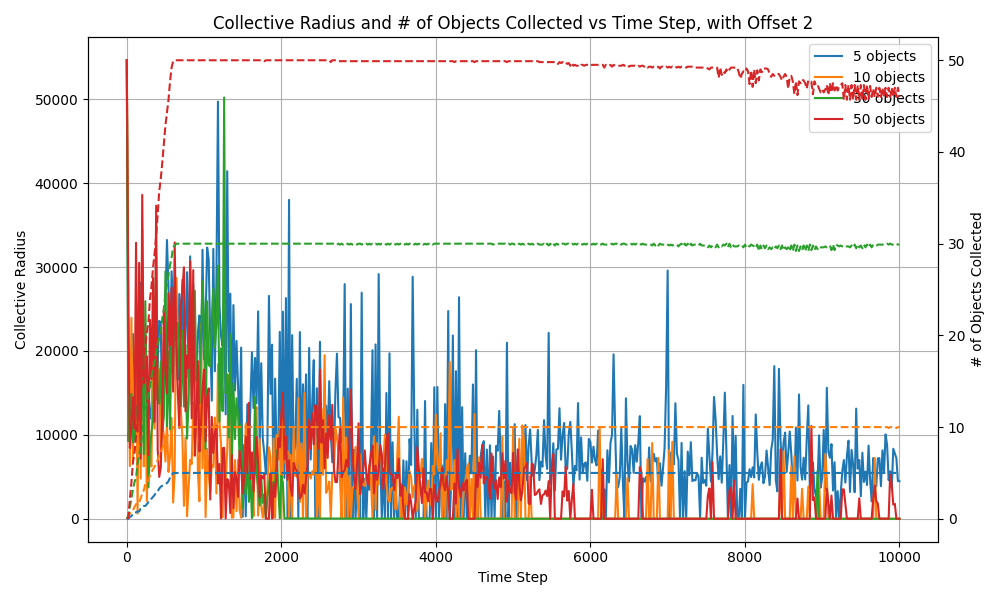 Collective Radius and # of Objects Collected vs Time Step, with Offset 2
5 objects
10 objects
30 objects
50 objects
50000
40000
30000
20000
10000
0
Collective Radius
50
40
30
20
10
0
# of Objects Collected
0
2000
4000
6000
8000
10000
Time Step